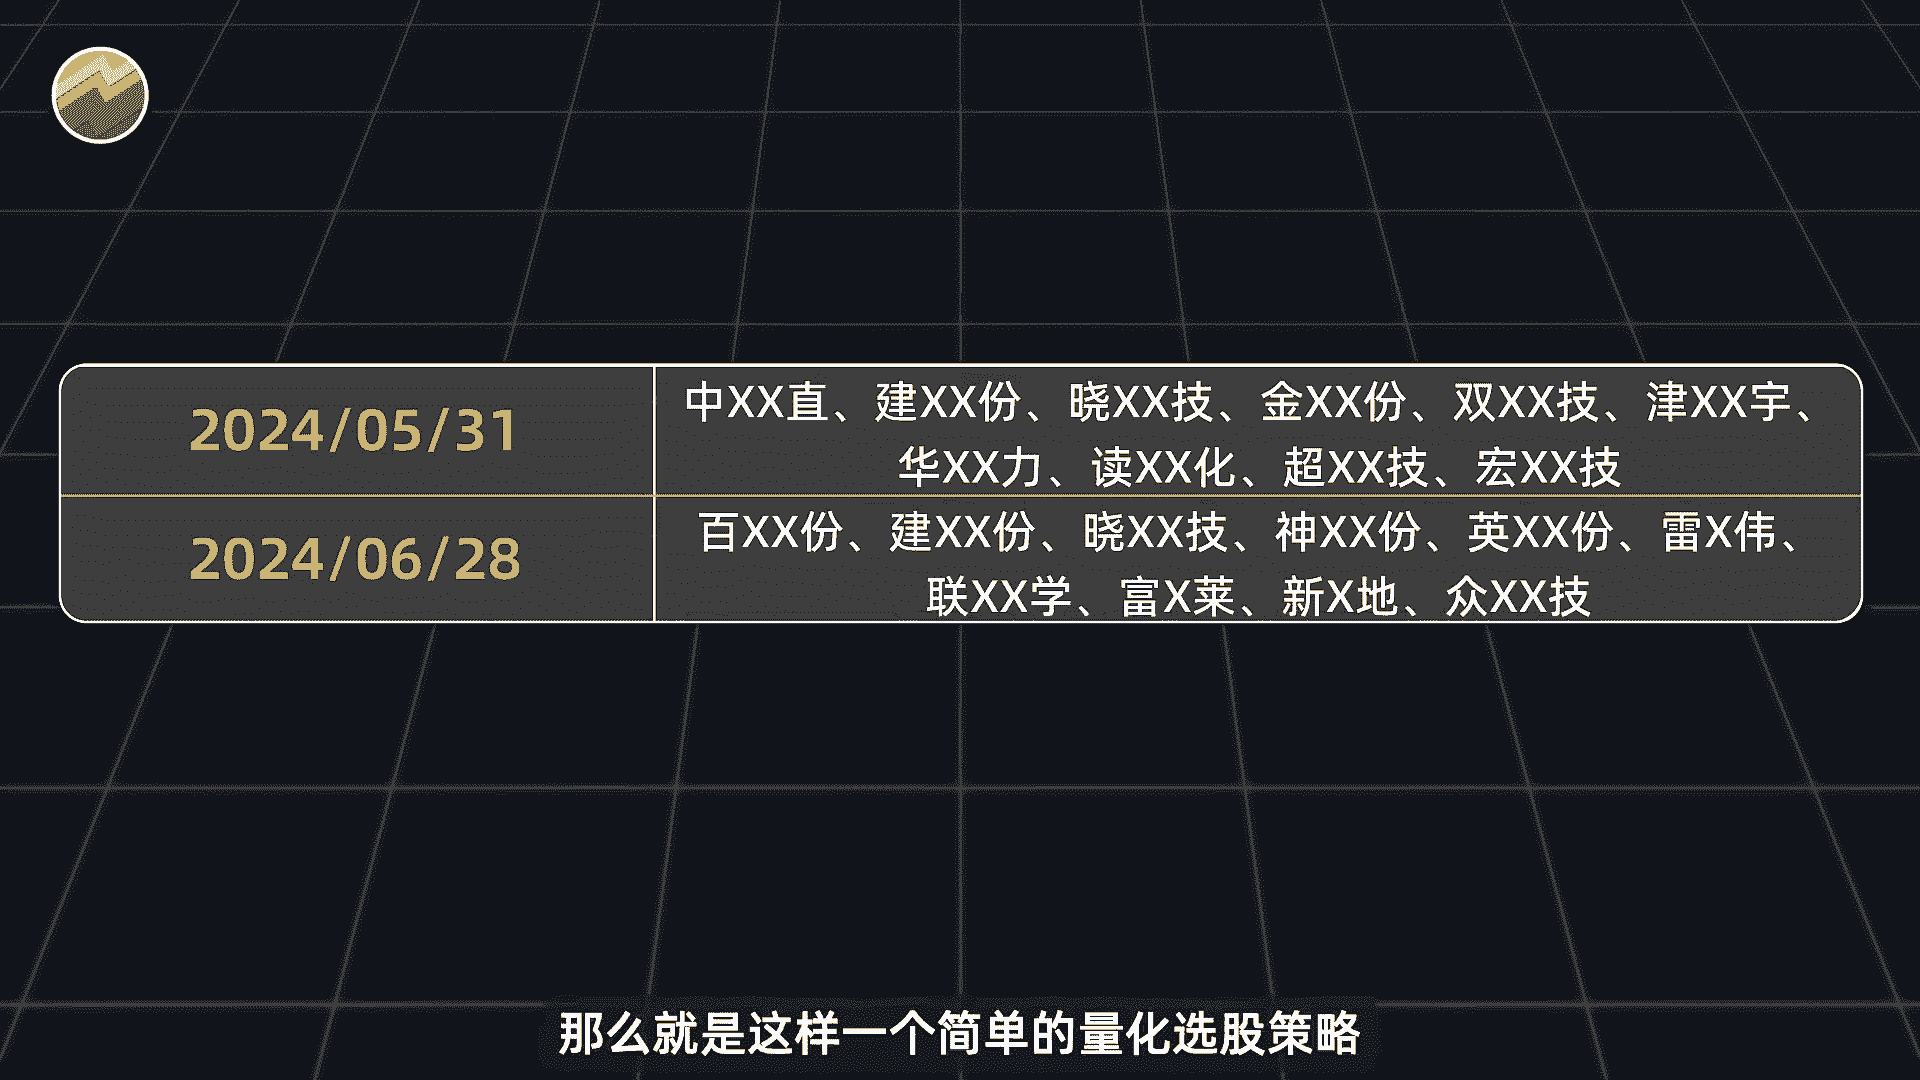 2024/05/31
中XX直、建XX份、晓XX技、金XX份、双XX技、津XX宇、
华XX力、读XX化、超XX技、宏XX技
2024/06/28
百XX份、建XX份、晓XX技、神XX份、英XX份、雷X伟、
联XX学、富X莱、新X地、众XX技
那么就是这样一个简单的量化选股策略